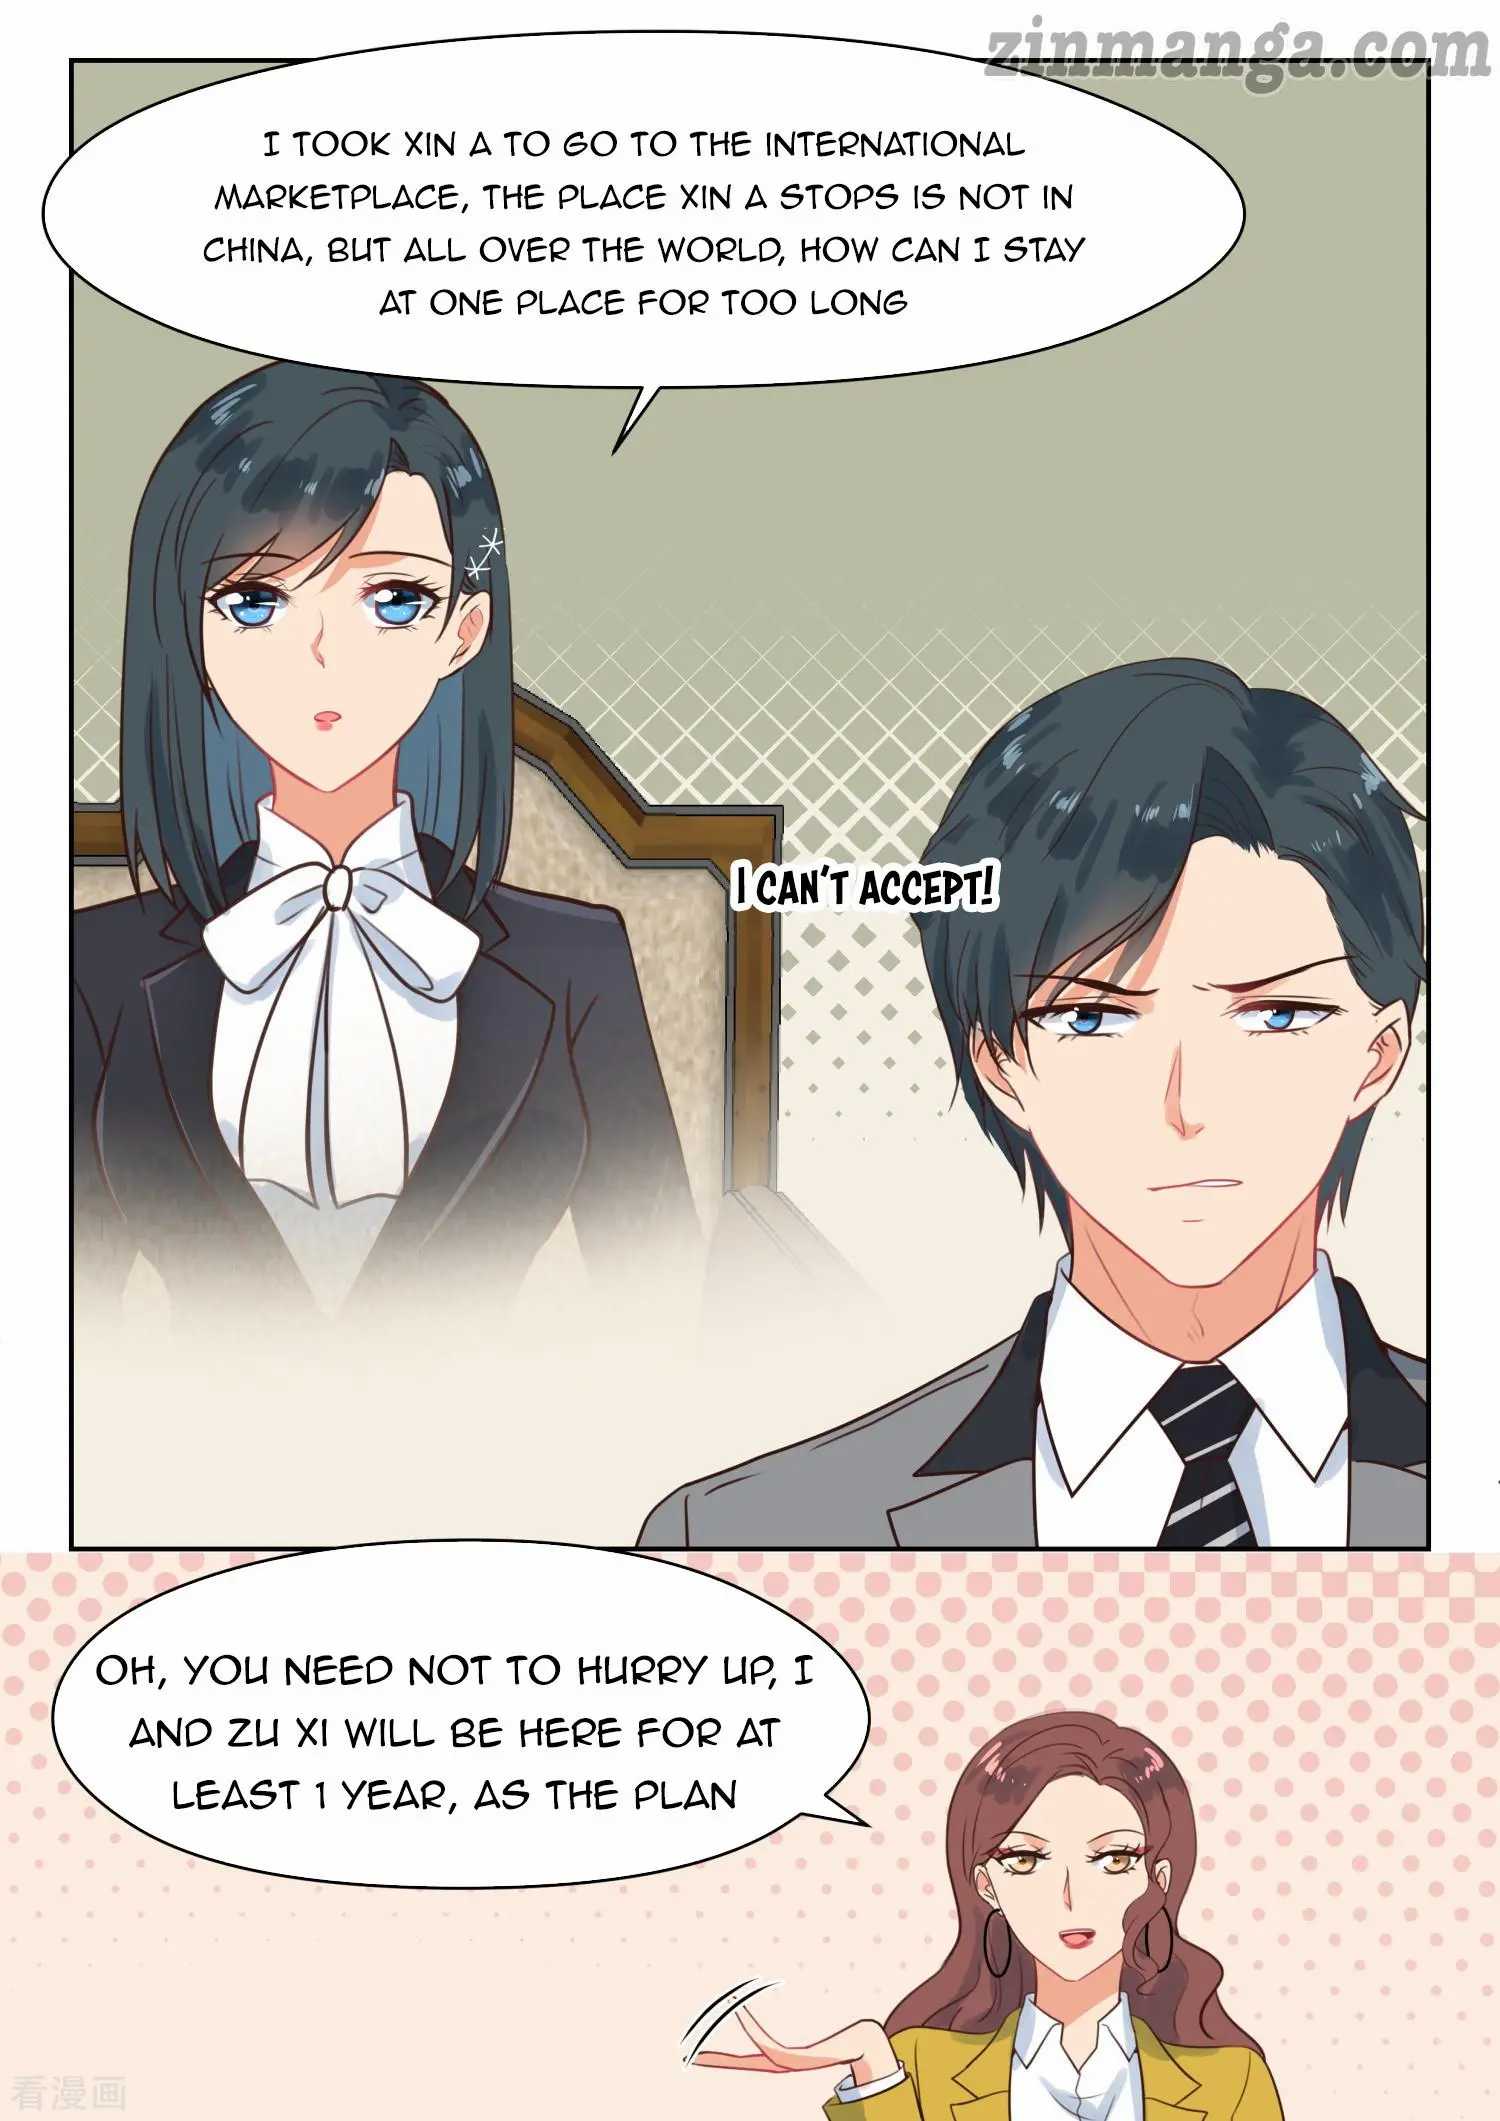 zinmanga.com
I TOOK XIN A TO GO TO THE INTERNATIONAL
MARKETPLACE, THE PLACE XIN A STOPS IS NOT IN
CHINA, BUT ALL OVER THE WORLD, HOW CAN I STAY
AT ONE PLACE FOR TOO LONG
I CAN'T ACCEPT!
OH, YOU NEED NOT TO HURRY UP, I
AND ZU XI WILL BE HERE FOR AT
LEAST 1 YEAR, AS THE PLAN
看漫画